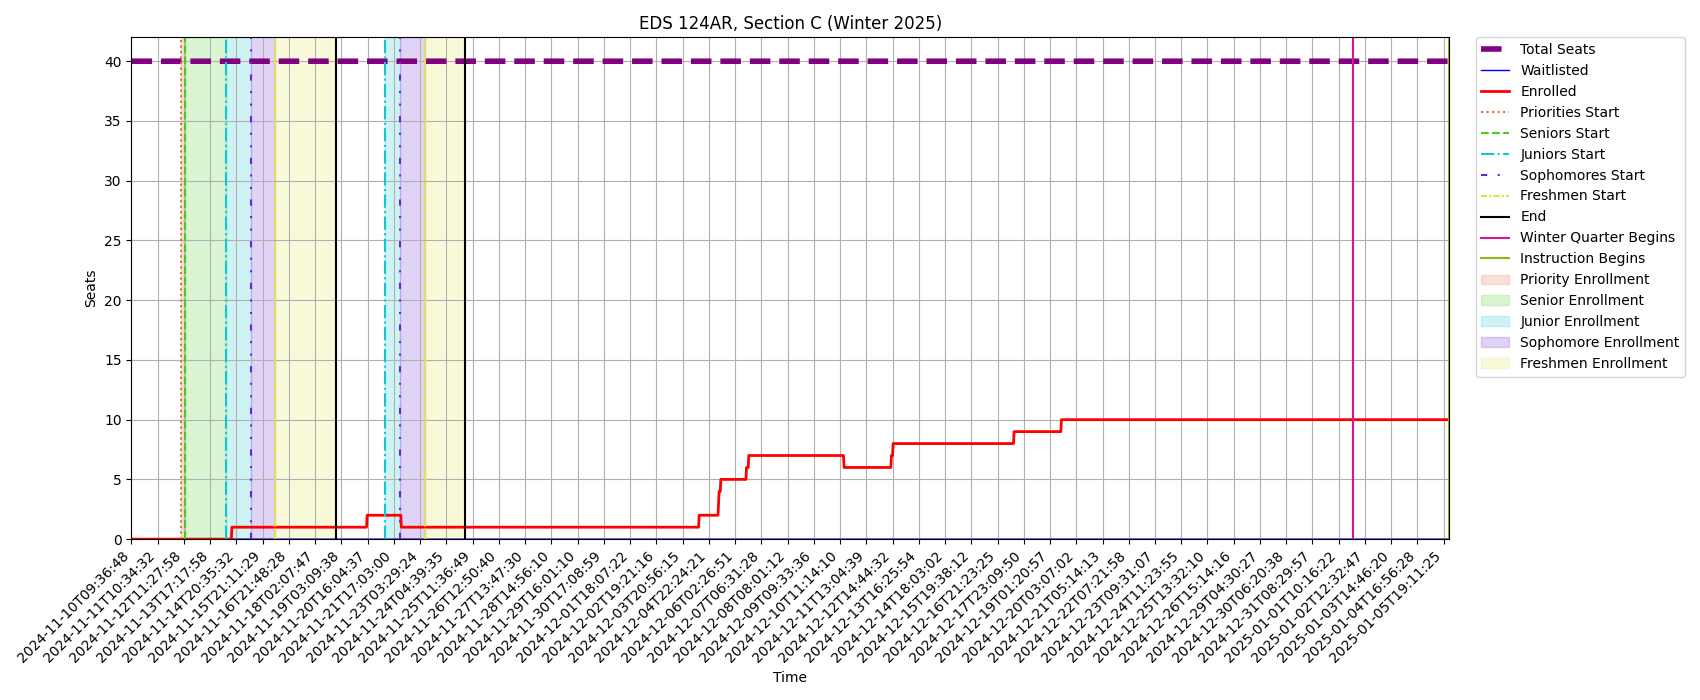 EDS 124AR, Section C (Winter 2025)
Seats
40
35
30
25
20
15
10
5
0
2024-11-10T09:36:48
2024-11-11T10:34:32
2024-11-12T11:27:58
2024-11-13T17:17:58
2024-11-14T20:35:32
2024-11-15T21:11:29
2024-11-16T21:48:28
2024-11-18T02:07:47
2024-11-19T03:09:38
2024-11-20T16:04:37
2024-11-21T17:03:00
2024-11-23T03:29:24
2024-11-24T04:39:35
2024-11-25T11:36:49
2024-11-26T12:50:40
2024-11-27T13:47:30
2024-11-28T14:56:10
2024-11-29T16:01:10
2024-11-30T17:08:59
2024-12-01T18:07:22
2024-12-02T19:21:16
2024-12-03T20:56:15
2024-12-04T22:24:21
2024-12-06T02:26:51
2024-12-07T06:31:28
2024-12-08T08:01:12
2024-12-09T09:33:36
2024-12-10T11:14:10
2024-12-11T13:04:39
2024-12-12T14:44:32
2024-12-13T16:25:54
2024-12-14T18:03:02
2024-12-15T19:38:12
2024-12-16T21:23:25
2024-12-17T23:09:50
2024-12-19T01:20:57
2024-12-20T03:07:02
2024-12-21T05:14:13
2024-12-22T07:21:58
2024-12-23T09:31:07
2024-12-24T11:23:55
2024-12-25T13:32:10
2024-12-26T15:14:16
2024-12-29T04:30:27
2024-12-30T06:20:38
2024-12-31T08:29:57
2025-01-01T10:16:22
2025-01-02T12:32:47
2025-01-03T14:46:20
2025-01-04T16:56:28
2025-01-05T19:11:25
Time
Total Seats
Waitlisted
Enrolled
Priorities Start
Seniors Start
Juniors Start
Sophomores Start
Freshmen Start
End
Winter Quarter Begins
Instruction Begins
Priority Enrollment
Senior Enrollment
Junior Enrollment
Sophomore Enrollment
Freshmen Enrollment